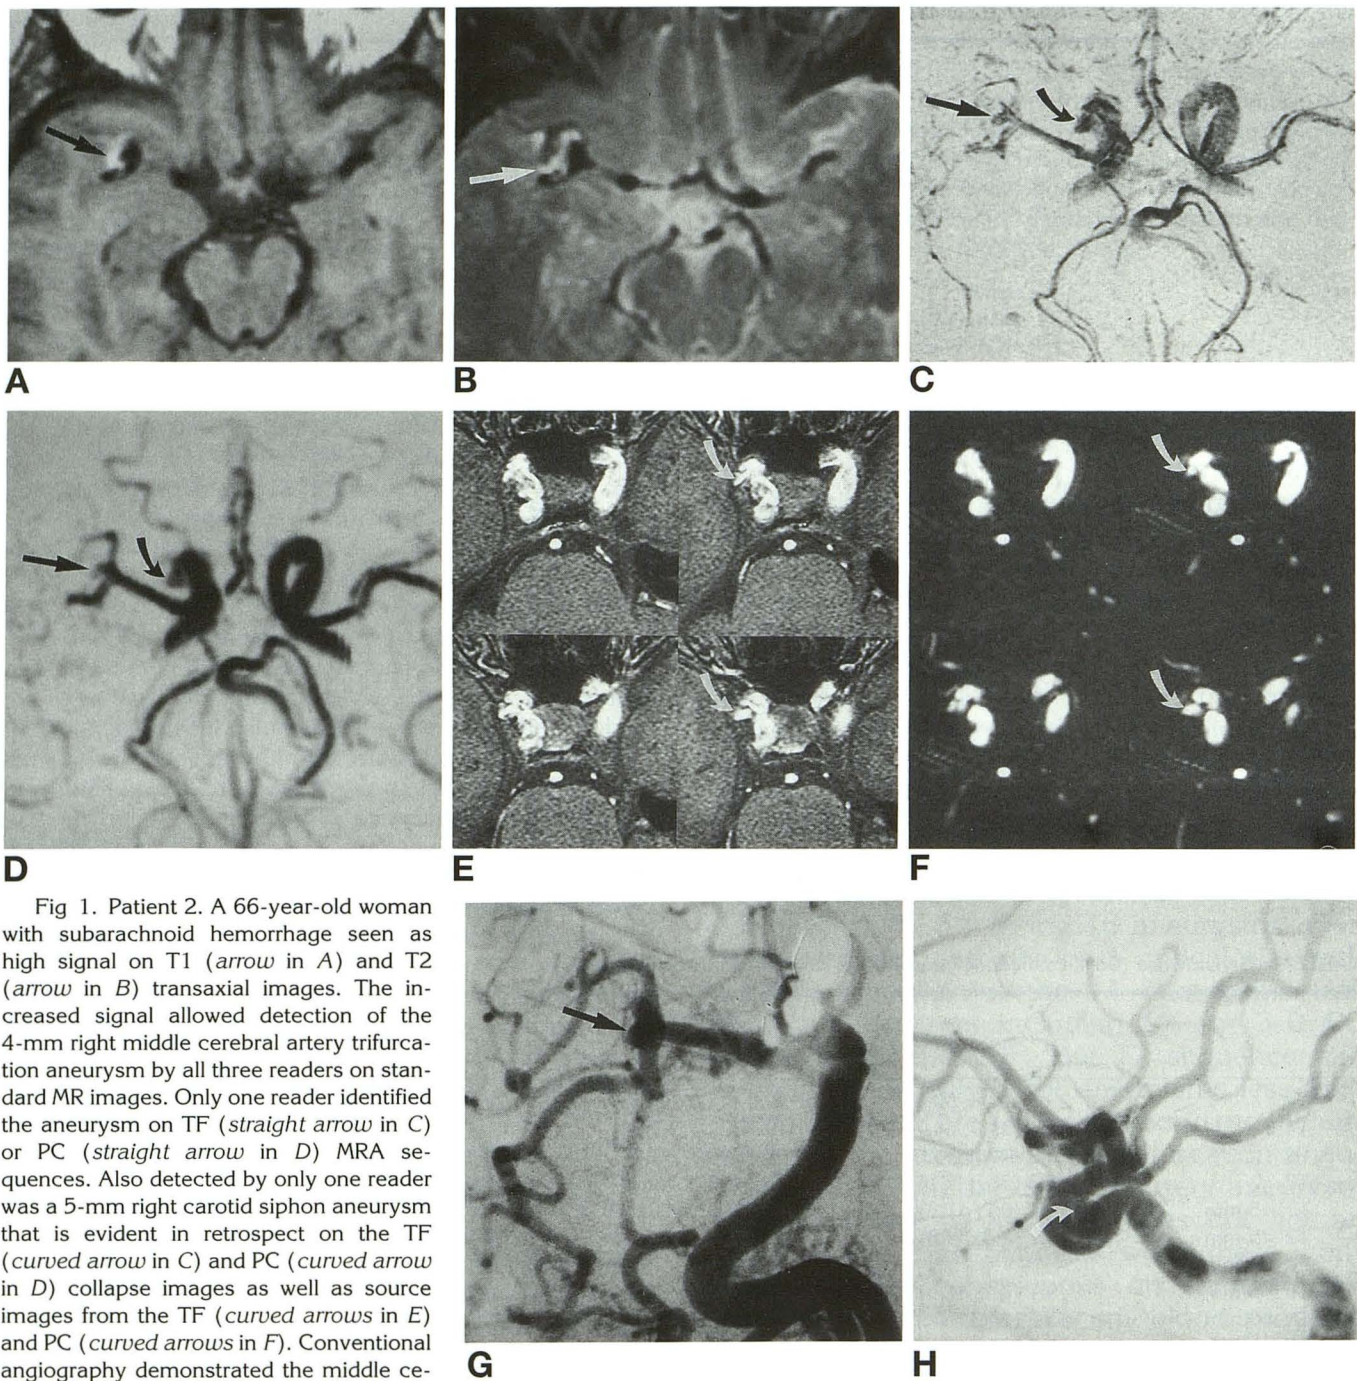 A
B
C
D
E
F
Fig 1. Patient 2. A 66-year-old woman
with subarachnoid hemorrhage seen as
high signal on T1 (arrow in A) and T2
(arrow in B) transaxial images. The in-
creased signal allowed detection of the
4-mm right middle cerebral artery trifurca-
tion aneurysm by all three readers on stan-
dard MR images. Only one reader identified
the aneurysm on TF (straight arrow in C)
or PC (straight arrow in D) MRA se-
quences. Also detected by only one reader
was a 5-mm right carotid siphon aneurysm
that is evident in retrospect on the TF
(curved arrow in C) and PC (curved arrow
in D) collapse images as well as source
images from the TF (curved arrows in E)
and PC (curved arrows in F). Conventional
angiography demonstrated the middle ce-
G
H